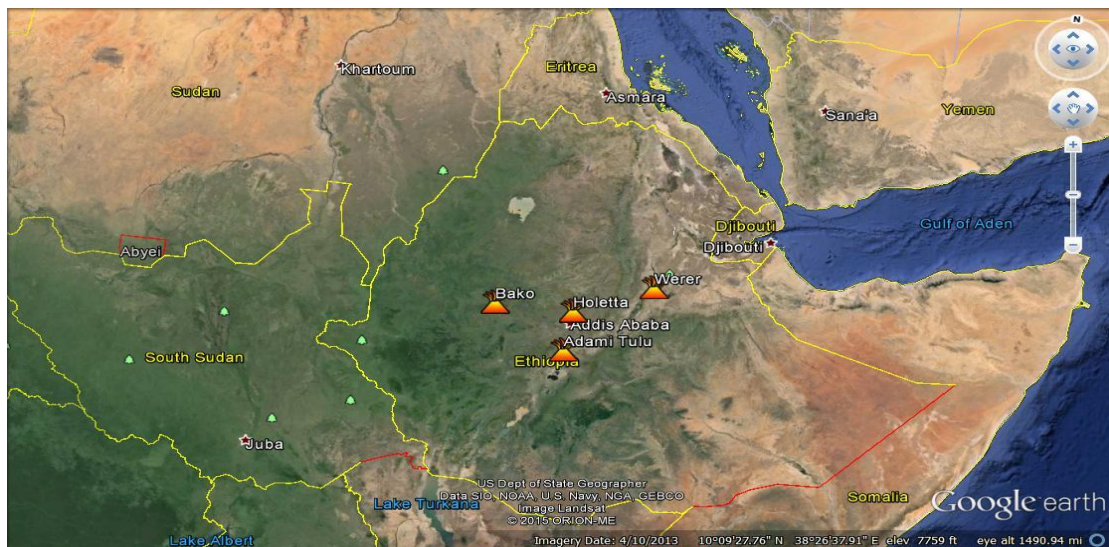 N
Khartoum
Eritrea
Sudan
Asmara
Sana'a
Yemen
Djibouti
Gulf of Aden
Djibouti
Abyei
Werer
Bako
Holetta
Addis Ababa
Adami Tulu
South Sudan
Ethiopia
Juba
US Dept of State Geographer
Data SIO, NOAA, U.S. Navy, NGA, GEBCO
Image Landsat
© 2015 ORION-ME
Lake Turkana
Somalia
Google earth
Lake Albert
Imagery Date: 4/10/2013 10°09'27.76" N 38°26'37.91" E elev 7759 ft eye alt 1490.94 mi